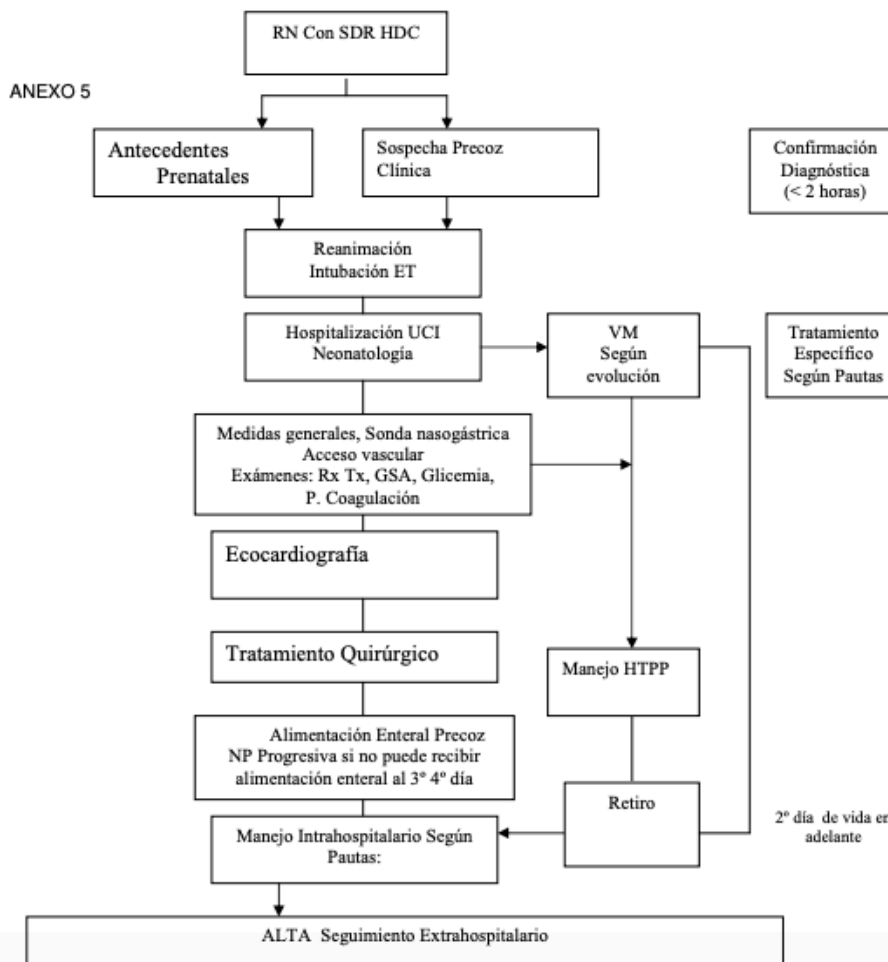 RN Con SDR HDC
ANEXO 5
Antecedentes
Prenatales
Sospecha Precoz
Clínica
Confirmación
Diagnóstica
(< 2 horas)
Reanimación
Intubación ET
Hospitalización UCI
Neonatología
VM
Según
evolución
Tratamiento
Específico
Según Pautas
Medidas generales, Sonda nasogástrica
Acceso vascular
Exámenes: Rx Tx, GSA, Glicemia,
P. Coagulación
Ecocardiografía
Tratamiento Quirúrgico
Manejo HTPP
Alimentación Enteral Precoz
NP Progresiva si no puede recibir
alimentación enteral al 3º 4º día
Retiro
2º día de vida en
adelante
Manejo Intrahospitalario Según
Pautas:
ALTA Seguimiento Extrahospitalario